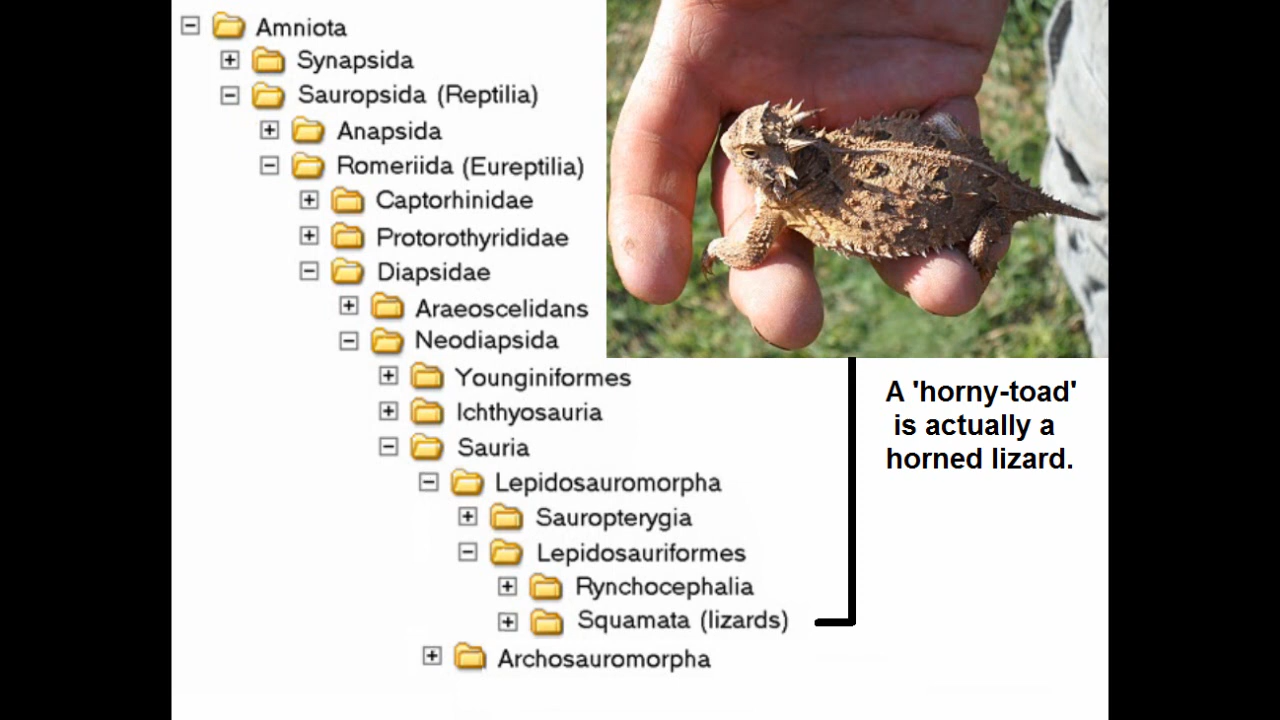 Amniota
Synapsida
Sauropsida (Reptilia)
Anapsida
Romeriida (Eureptilia)
Captorhinidae
Protorothyrididae
Diapsidae
Araeoscelidans
Neodiapsida
Younginiformes
Ichthyosauria
Sauria
Lepidosauromorpha
Sauropterygia
Lepidosauriformes
Rynchocephalia
Squamata (lizards)
Archosauromorpha
A 'horny-toad'
is actually a
horned lizard.